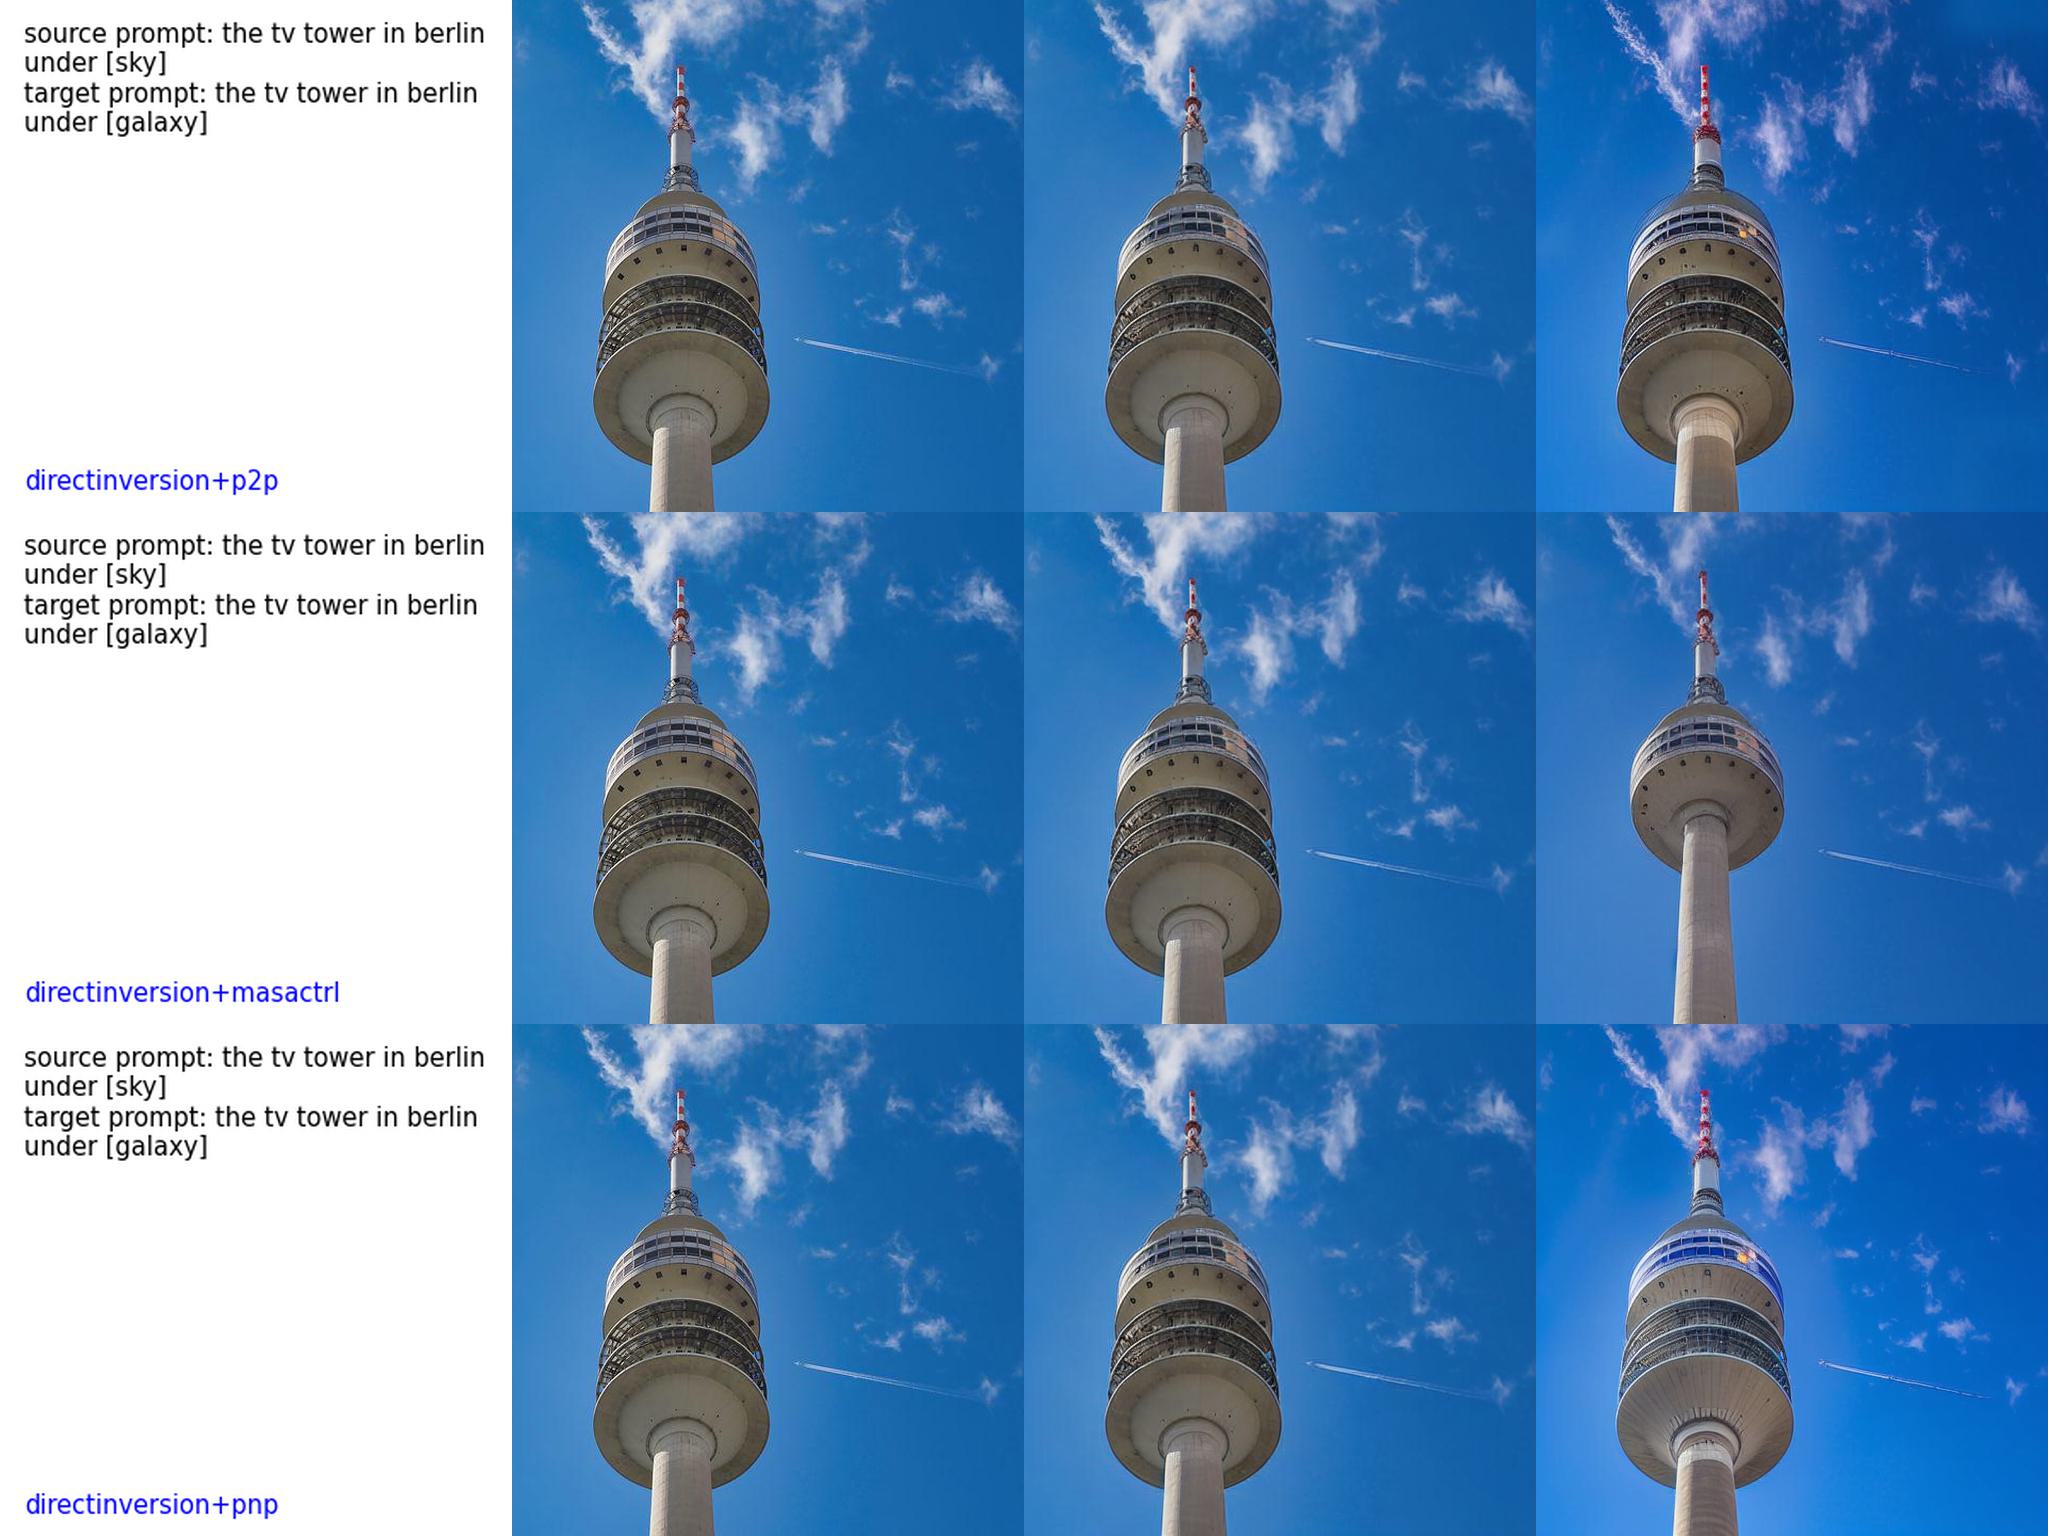 source prompt: the tv tower in berlin
under [sky]
target prompt: the tv tower in berlin
under [galaxy]
directinversion+p2p
source prompt: the tv tower in berlin
under [sky]
target prompt: the tv tower in berlin
under [galaxy]
directinversion+masactrl
source prompt: the tv tower in berlin
under [sky]
target prompt: the tv tower in berlin
under [galaxy]
directinversion+pnp